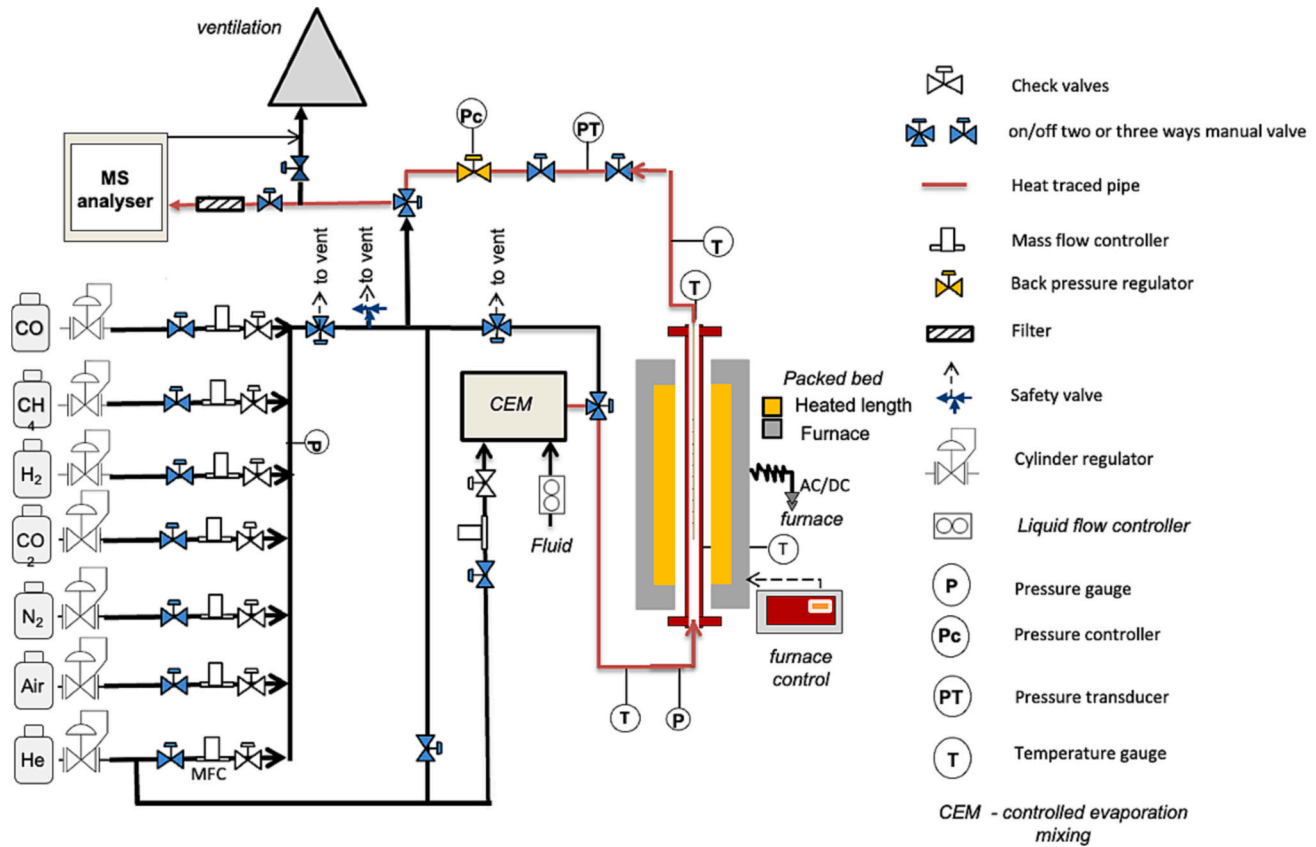 ventilation
MS
analyser
Pc
PT
T
T
to vent
to vent
to vent
CO
CH
4
H2
CO
2
N2
Air
He
MFC
P
CEM
Fluid
Packed bed
Heated length
Furnace
AC/DC
furnace
T
furnace
control
T
P
Check valves
on/off two or three ways manual valve
Heat traced pipe
Mass flow controller
Back pressure regulator
Filter
Safety valve
Cylinder regulator
Liquid flow controller
P
Pressure gauge
Pc
Pressure controller
PT
Pressure transducer
T
Temperature gauge
CEM - controlled evaporation
mixing